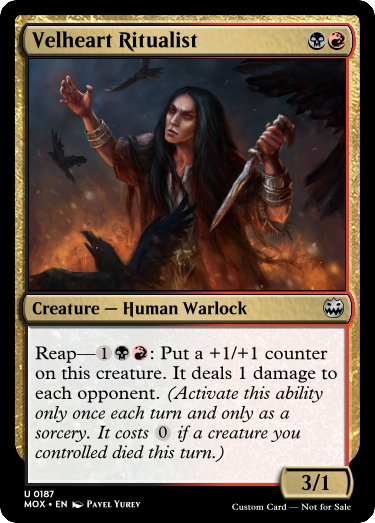 Velheart Ritualist
Creature — Human Warlock
Reap—1: Put a +1/+1 counter
on this creature. It deals 1 damage to
each opponent. (Activate this ability
only once each turn and only as a
sorcery. It costs 0 if a creature you
controlled died this turn.)
3/1
U 0187
MOX • EN Pavel Yurev
Custom Card — Not for Sale